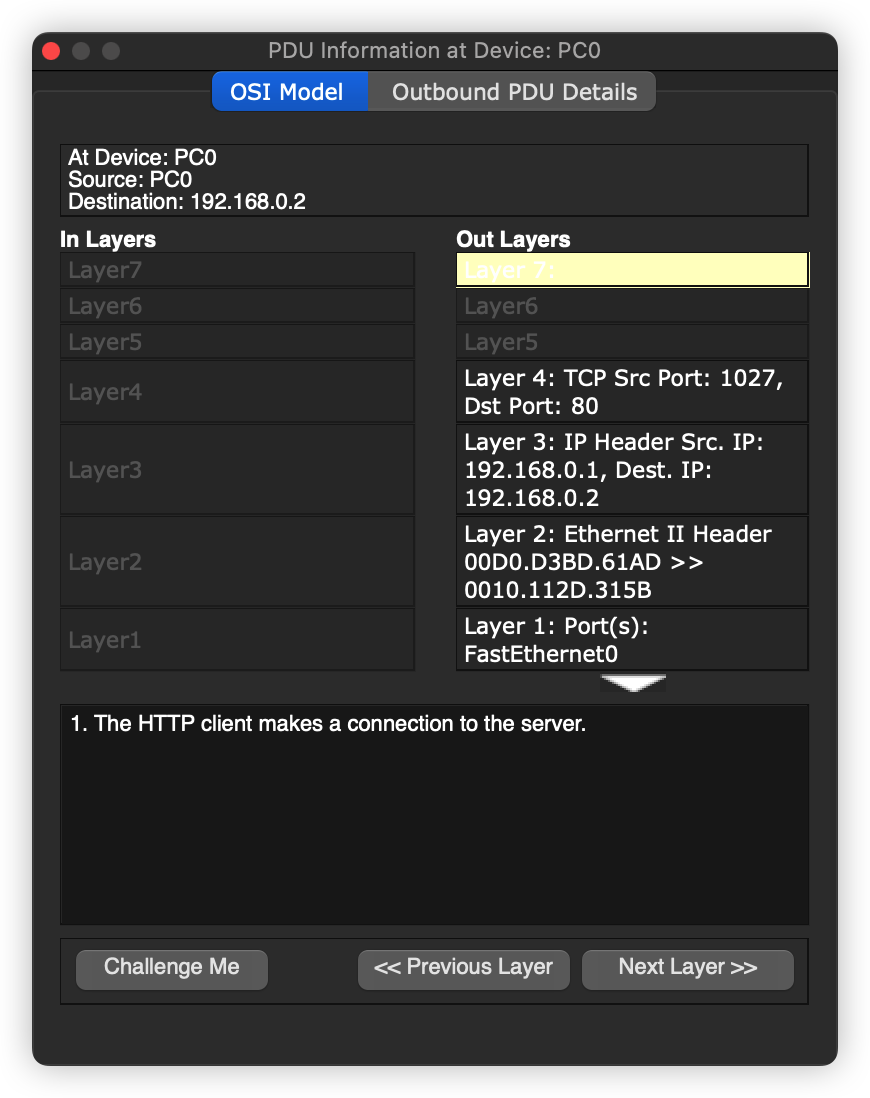 PDU Information at Device: PC0
OSI Model
Outbound PDU Details
At Device: PC0
Source: PC0
Destination: 192.168.0.2
In Layers
Out Layers
Layer7
Layer 7:
Layer6
Layer6
Layer5
Layer5
Layer4
Layer 4: TCP Src Port: 1027,
Dst Port: 80
Layer3
Layer 3: IP Header Src. IP:
192.168.0.1, Dest. IP:
192.168.0.2
Layer2
Layer 2: Ethernet II Header
00D0.D3BD.61AD >>
0010.112D.315B
Layer1
Layer 1: Port(s):
FastEthernet0
1. The HTTP client makes a connection to the server.
Challenge Me
<< Previous Layer
Next Layer >>